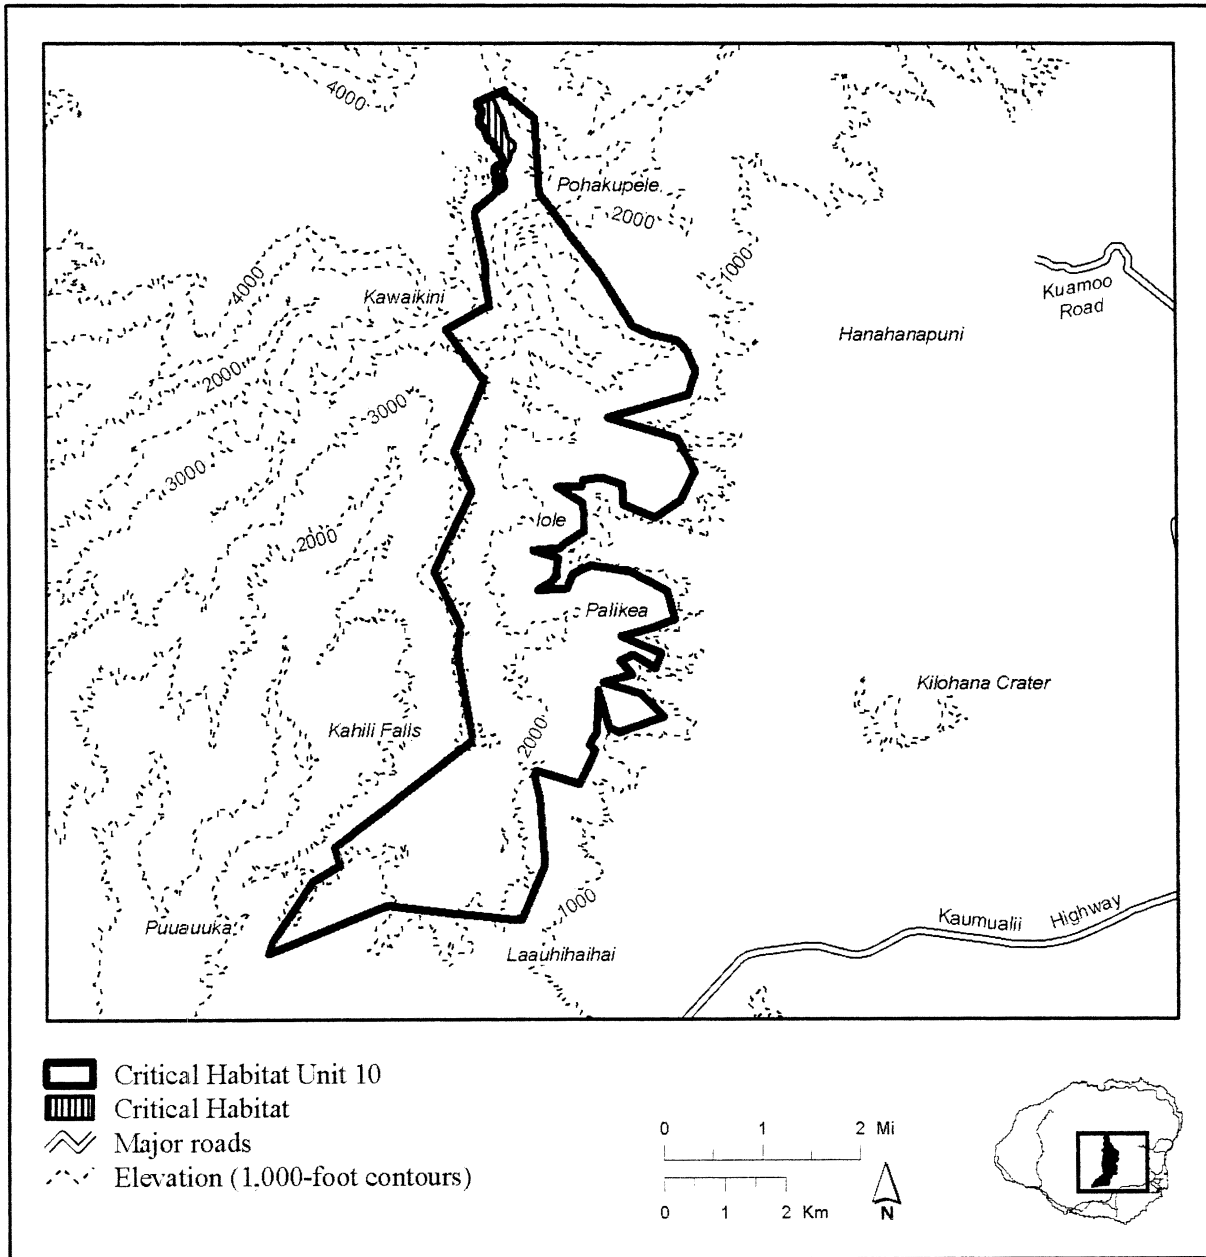 4000
Pohakupele
2000
1000
4000
Kawaikini
Kuamoo
Road
Hanahanapuni
2000
3000
3000
Iole
2000
Palikea
Kilohana Crater
Kahili Falls
2000
1000
Kaumualii Highway
Puuauuka
Laauhihaihai
Critical Habitat Unit 10
Critical Habitat
Major roads
Elevation (1,000-foot contours)
0 1 2 Mi
0 1 2 Km
N